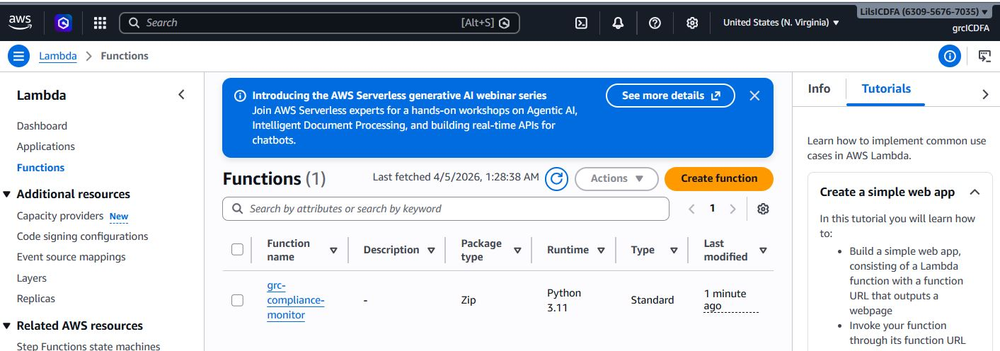 aws
Search
[Alt+S]
United States (N. Virginia)
LilsICDFA (6309-5676-7035)
grcICDFA
Lambda
Functions
Lambda
Dashboard
Applications
Functions
Additional resources
Capacity providers New
Code signing configurations
Event source mappings
Layers
Replicas
Related AWS resources
Step Functions state machines
Introducing the AWS Serverless generative AI webinar series
Join AWS Serverless experts for a hands-on workshops on Agentic AI,
Intelligent Document Processing, and building real-time APIs for
chatbots.
See more details
Functions (1)
Last fetched 4/5/2026, 1:28:38 AM
Actions
Create function
Search by attributes or search by keyword
1
Function
name
Description
Package
type
Runtime
Type
Last
modified
grc-
compliance-
monitor
-
Zip
Python
3.11
Standard
1 minute
ago
Info
Tutorials
Learn how to implement common use
cases in AWS Lambda.
Create a simple web app
In this tutorial you will learn how
to:
• Build a simple web app,
consisting of a Lambda
function with a function
URL that outputs a
webpage
• Invoke your function
through its function URL